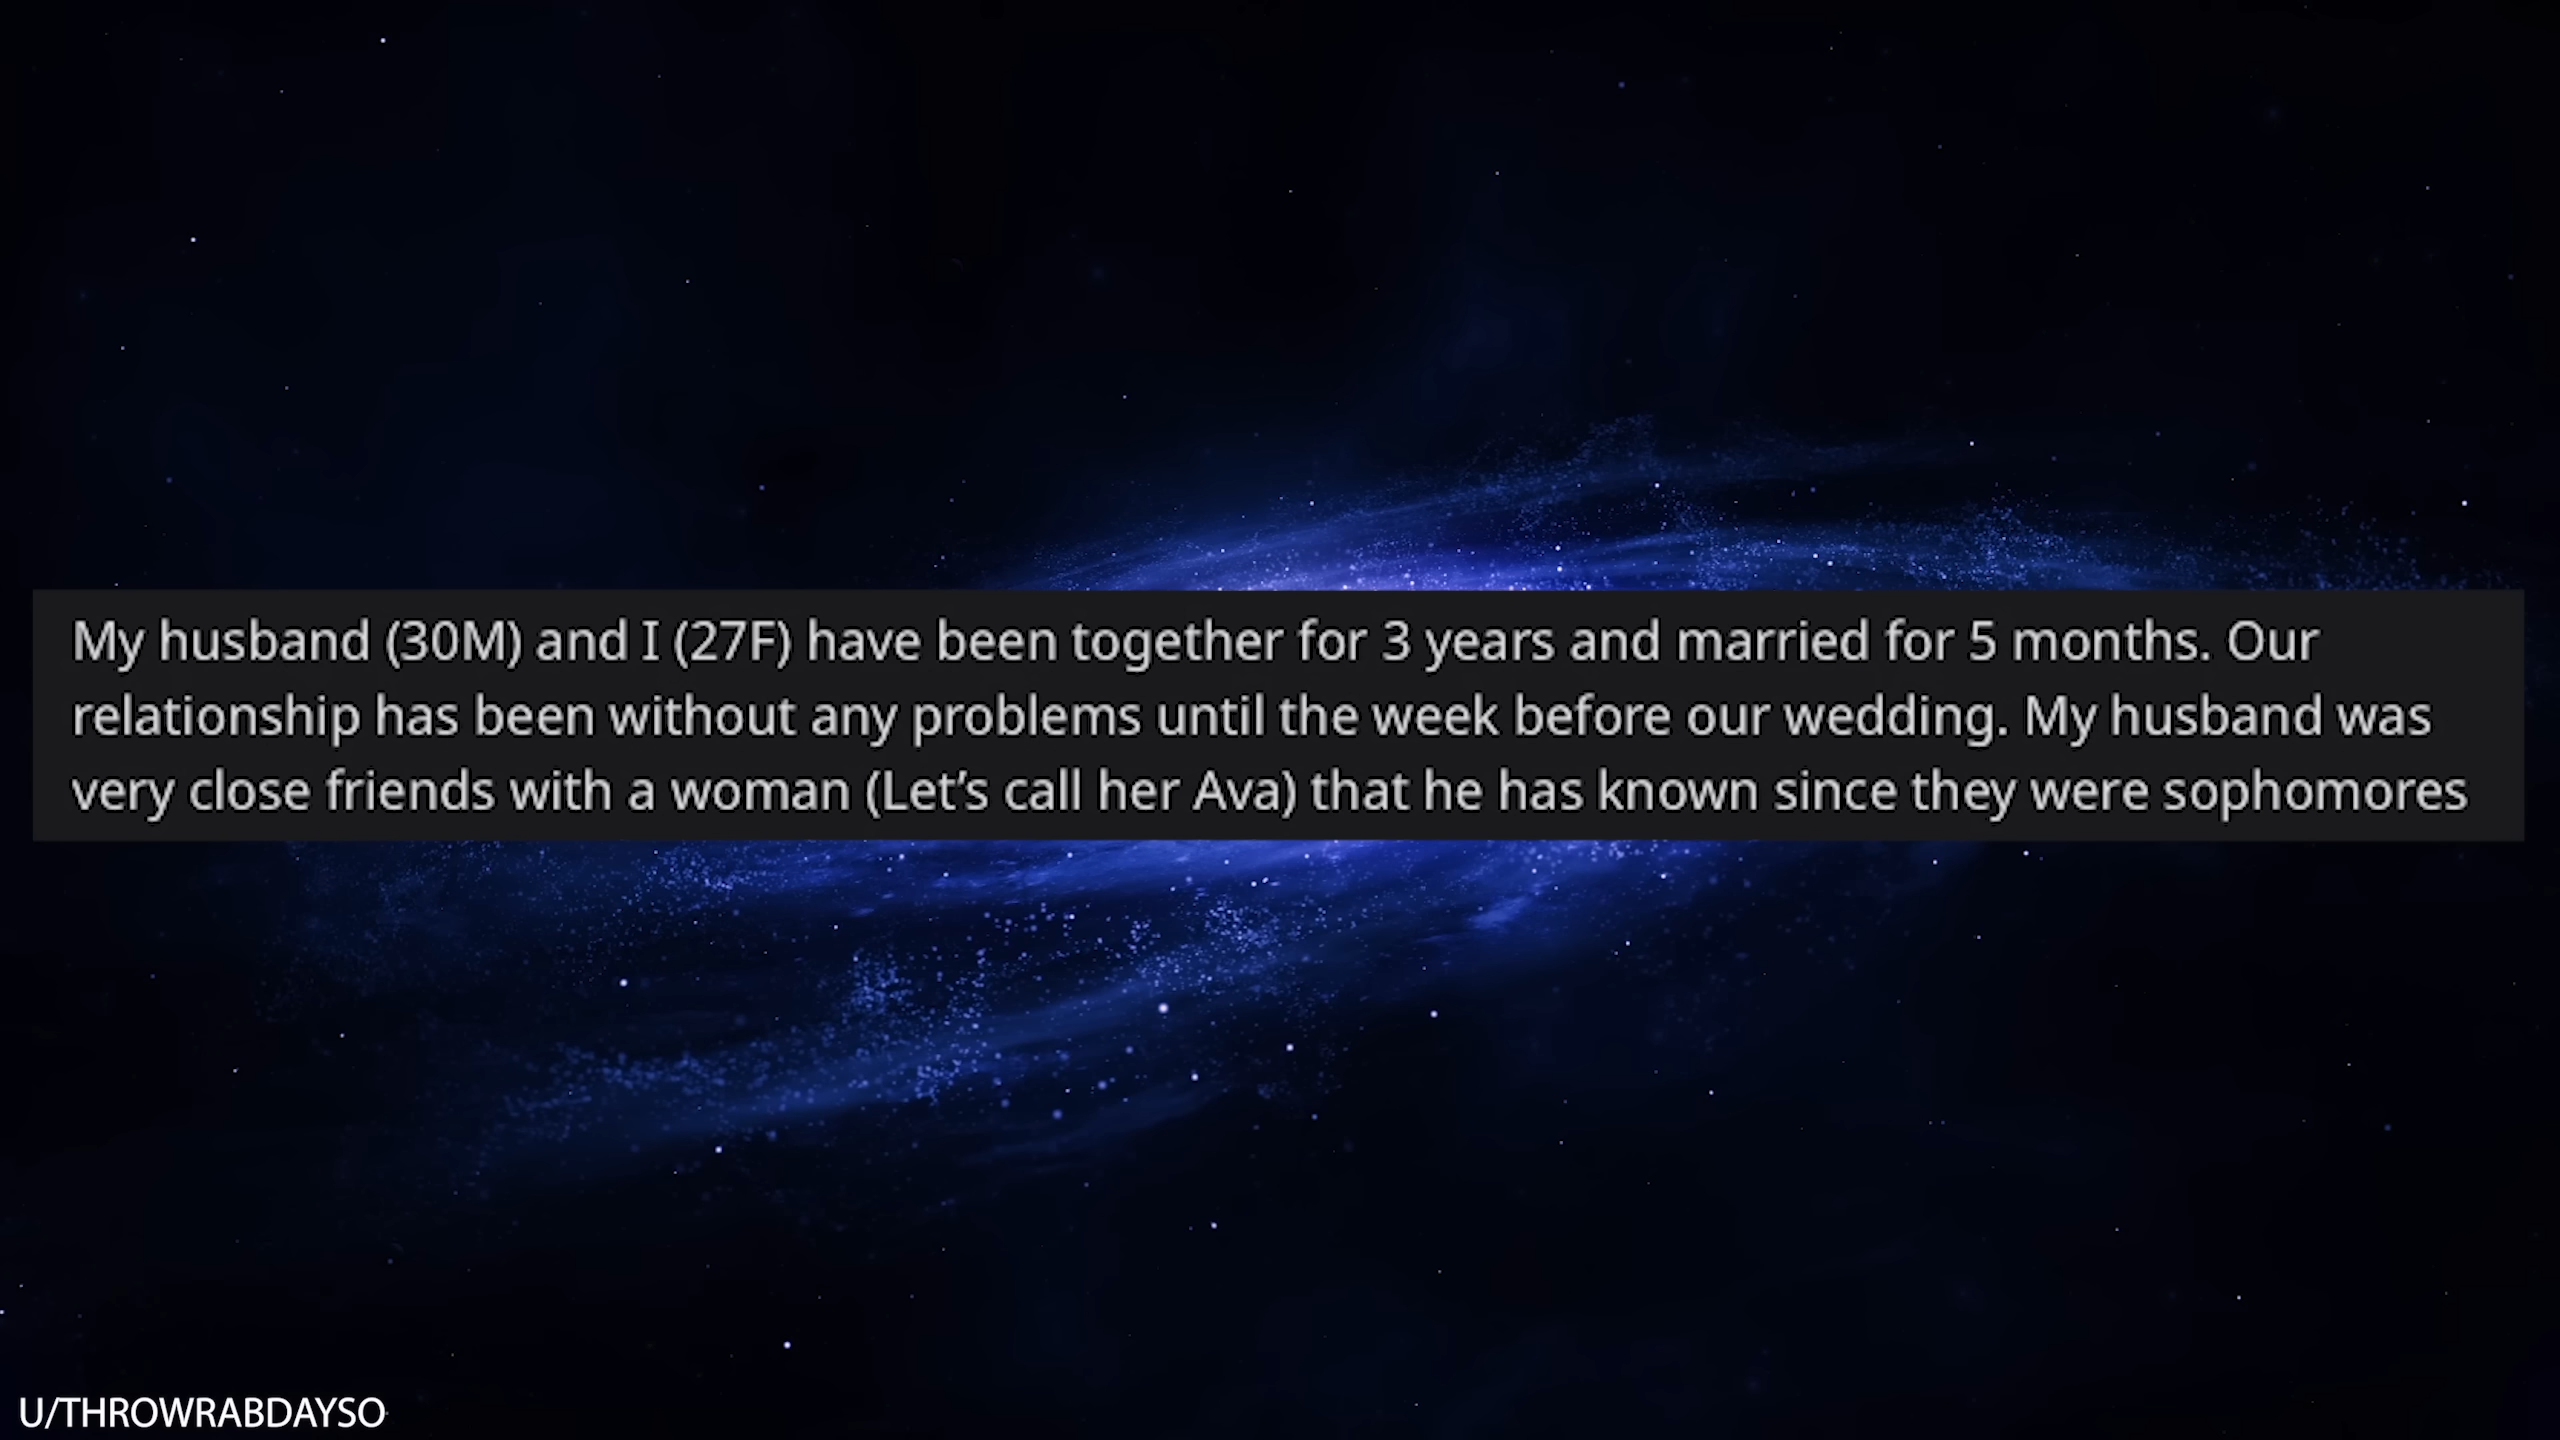 My husband (30M) and I (27F) have been together for 3 years and married for 5 months. Our
relationship has been without any problems until the week before our wedding. My husband was
very close friends with a woman (Let’s call her Ava) that he has known since they were sophomores
U/THROWRABDAYSO